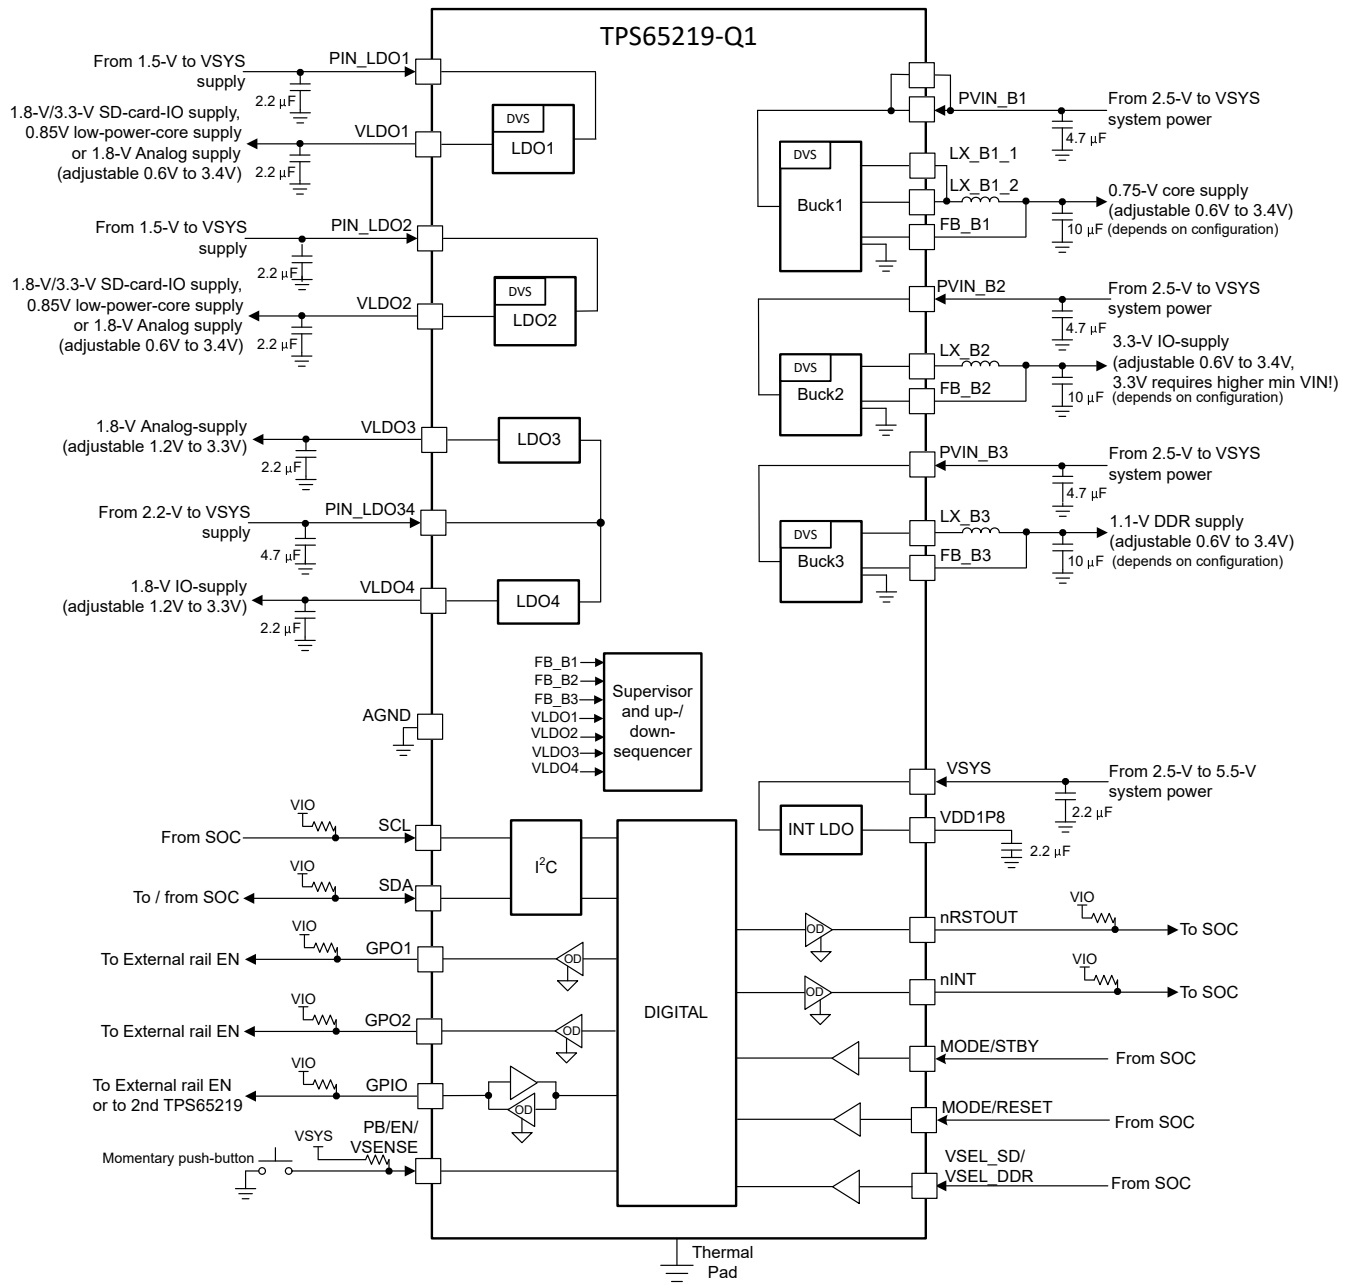 TPS65219-Q1
From 1.5-V to VSYS
supply
PIN_LDO1
2.2 μF
1.8-V/3.3-V SD-card-IO supply,
0.85V low-power-core supply
or 1.8-V Analog supply
(adjustable 0.6V to 3.4V)
VLDO1
2.2 μF
DVS
LDO1
From 1.5-V to VSYS
supply
PIN_LDO2
2.2 μF
1.8-V/3.3-V SD-card-IO supply,
0.85V low-power-core supply
or 1.8-V Analog supply
(adjustable 0.6V to 3.4V)
VLDO2
2.2 μF
DVS
LDO2
1.8-V Analog-supply
(adjustable 1.2V to 3.3V)
VLDO3
2.2 μF
LDO3
From 2.2-V to VSYS
supply
PIN_LDO34
4.7 μF
1.8-V IO-supply
(adjustable 1.2V to 3.3V)
VLDO4
2.2 μF
LDO4
PVIN_B1
From 2.5-V to VSYS
system power
4.7 μF
DVS
Buck1
LX_B1_1
LX_B1_2
FB_B1
0.75-V core supply
(adjustable 0.6V to 3.4V)
10 μF (depends on configuration)
PVIN_B2
From 2.5-V to VSYS
system power
4.7 μF
DVS
Buck2
LX_B2
FB_B2
3.3-V IO-supply
(adjustable 0.6V to 3.4V,
3.3V requires higher min VIN!)
10 μF (depends on configuration)
PVIN_B3
From 2.5-V to VSYS
system power
4.7 μF
DVS
Buck3
LX_B3
FB_B3
1.1-V DDR supply
(adjustable 0.6V to 3.4V)
10 μF (depends on configuration)
FB_B1
FB_B2
FB_B3
VLDO1
VLDO2
VLDO3
VLDO4
Supervisor
and up-/
down-
sequencer
AGND
VSYS
From 2.5-V to 5.5-V
system power
2.2 μF
INT LDO
VDD1P8
2.2 μF
From SOC
VIO
SCL
To / from SOC
VIO
SDA
I²C
To External rail EN
VIO
GPO1
OD
To External rail EN
VIO
GPO2
OD
To External rail EN
or to 2nd TPS65219
VIO
GPIO
OD
Momentary push-button
VSYS
PB/EN/
VSENSE
DIGITAL
OD
nRSTOUT
VIO
To SOC
OD
nINT
VIO
To SOC
MODE/STBY
From SOC
MODE/RESET
From SOC
VSEL_SD/
VSEL_DDR
From SOC
Thermal
Pad